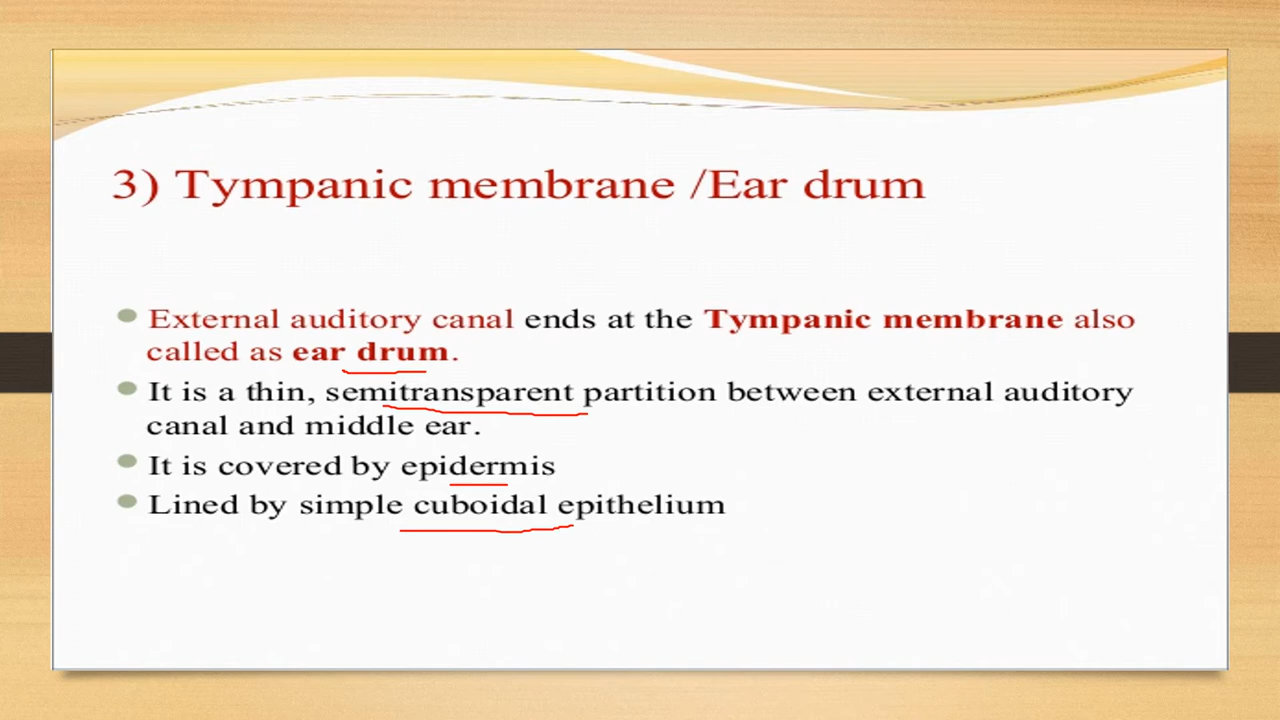 3) Tympanic membrane /Ear drum
External auditory canal ends at the Tympanic membrane also
called as ear drum.
It is a thin, semitransparent partition between external auditory
canal and middle ear.
It is covered by epidermis
Lined by simple cuboidal epithelium